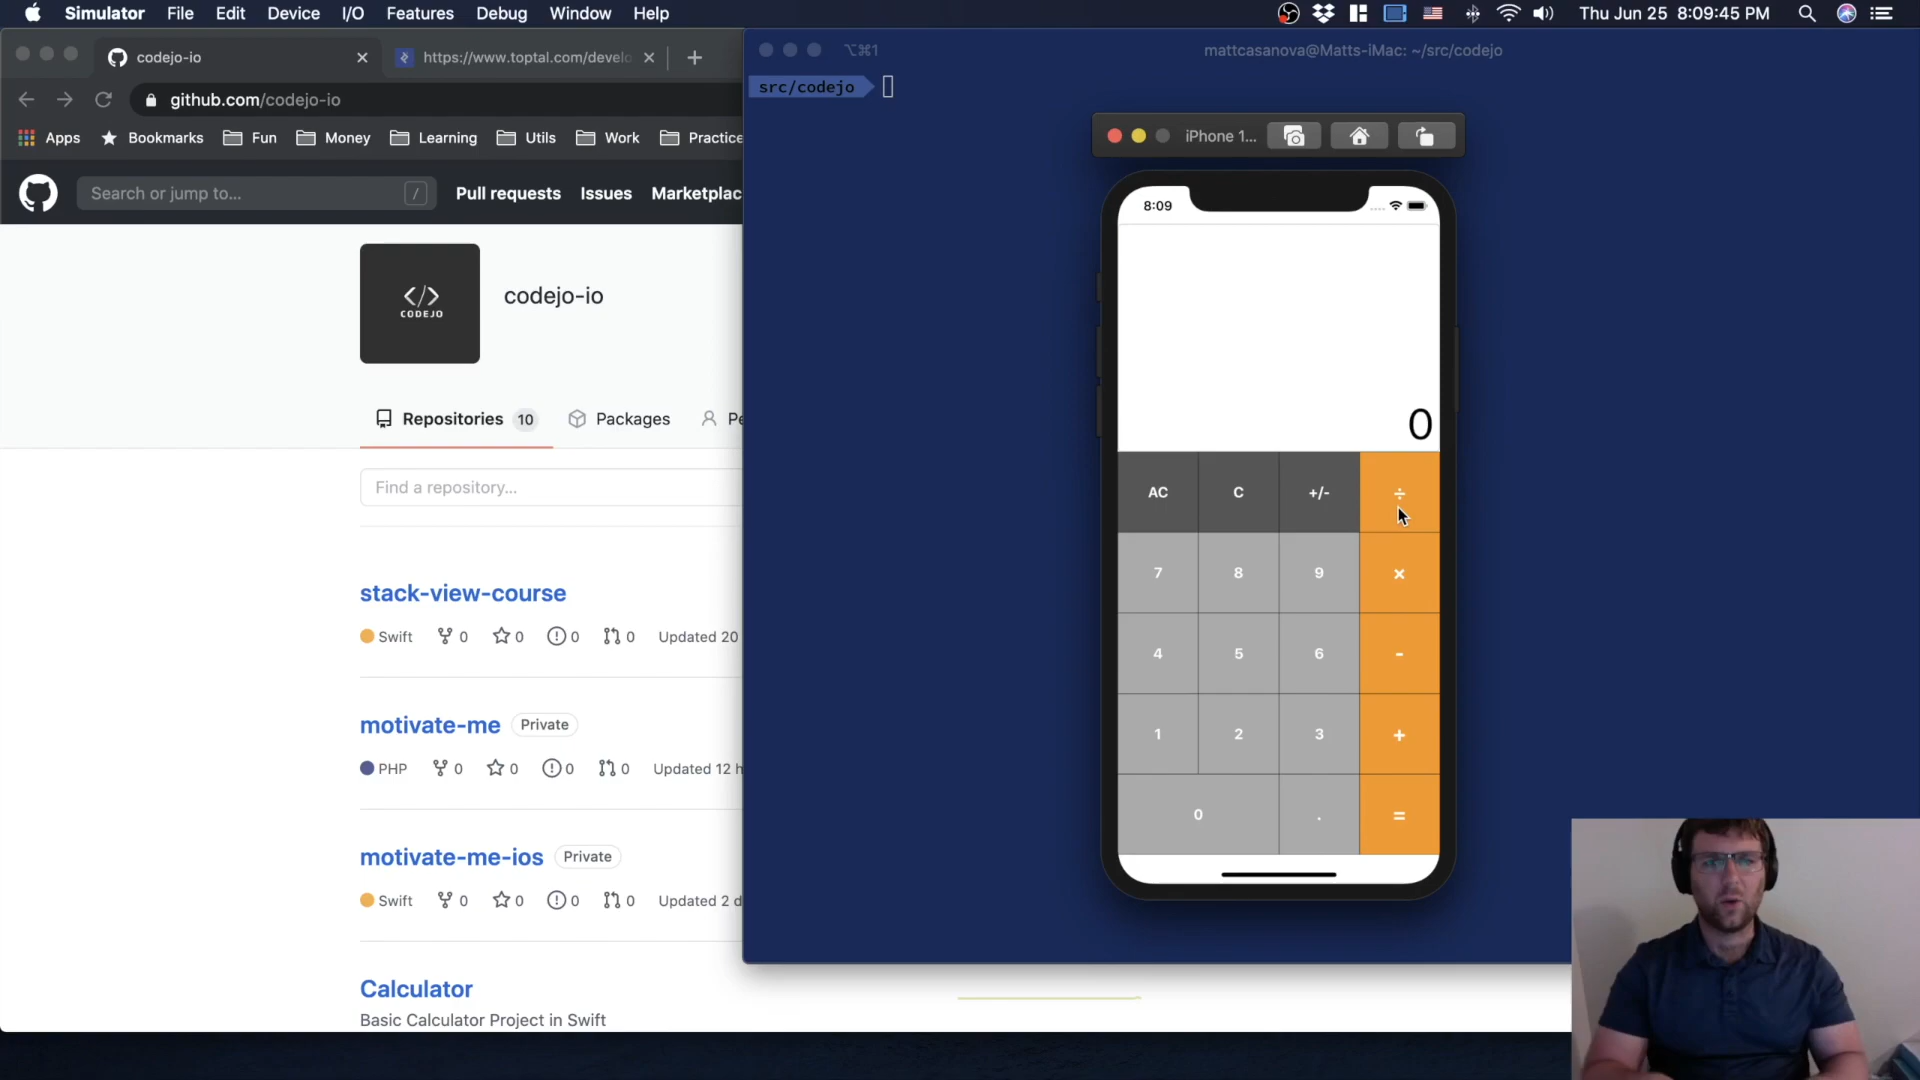 Simulator File Edit Device I/O Features Debug Window Help
Thu Jun 25 8:09:45 PM
codejo-io
https://www.toptal.com/develo
github.com/codejo-io
Apps Bookmarks Fun Money Learning Utils Work Practice
Search or jump to... /
Pull requests Issues Marketplac
</> CODEJO
codejo-io
Repositories 10 Packages Pe
Find a repository...
stack-view-course
Swift 0 0 0 0 Updated 20
motivate-me Private
PHP 0 0 0 0 Updated 12 h
motivate-me-ios Private
Swift 0 0 0 0 Updated 2 d
Calculator
Basic Calculator Project in Swift
⌥⌘1
mattcasanova@Matts-iMac: ~/src/codejo
src/codejo
iPhone 1...
8:09
0
AC C +/- ÷
7 8 9 ×
4 5 6 -
1 2 3 +
0 . =